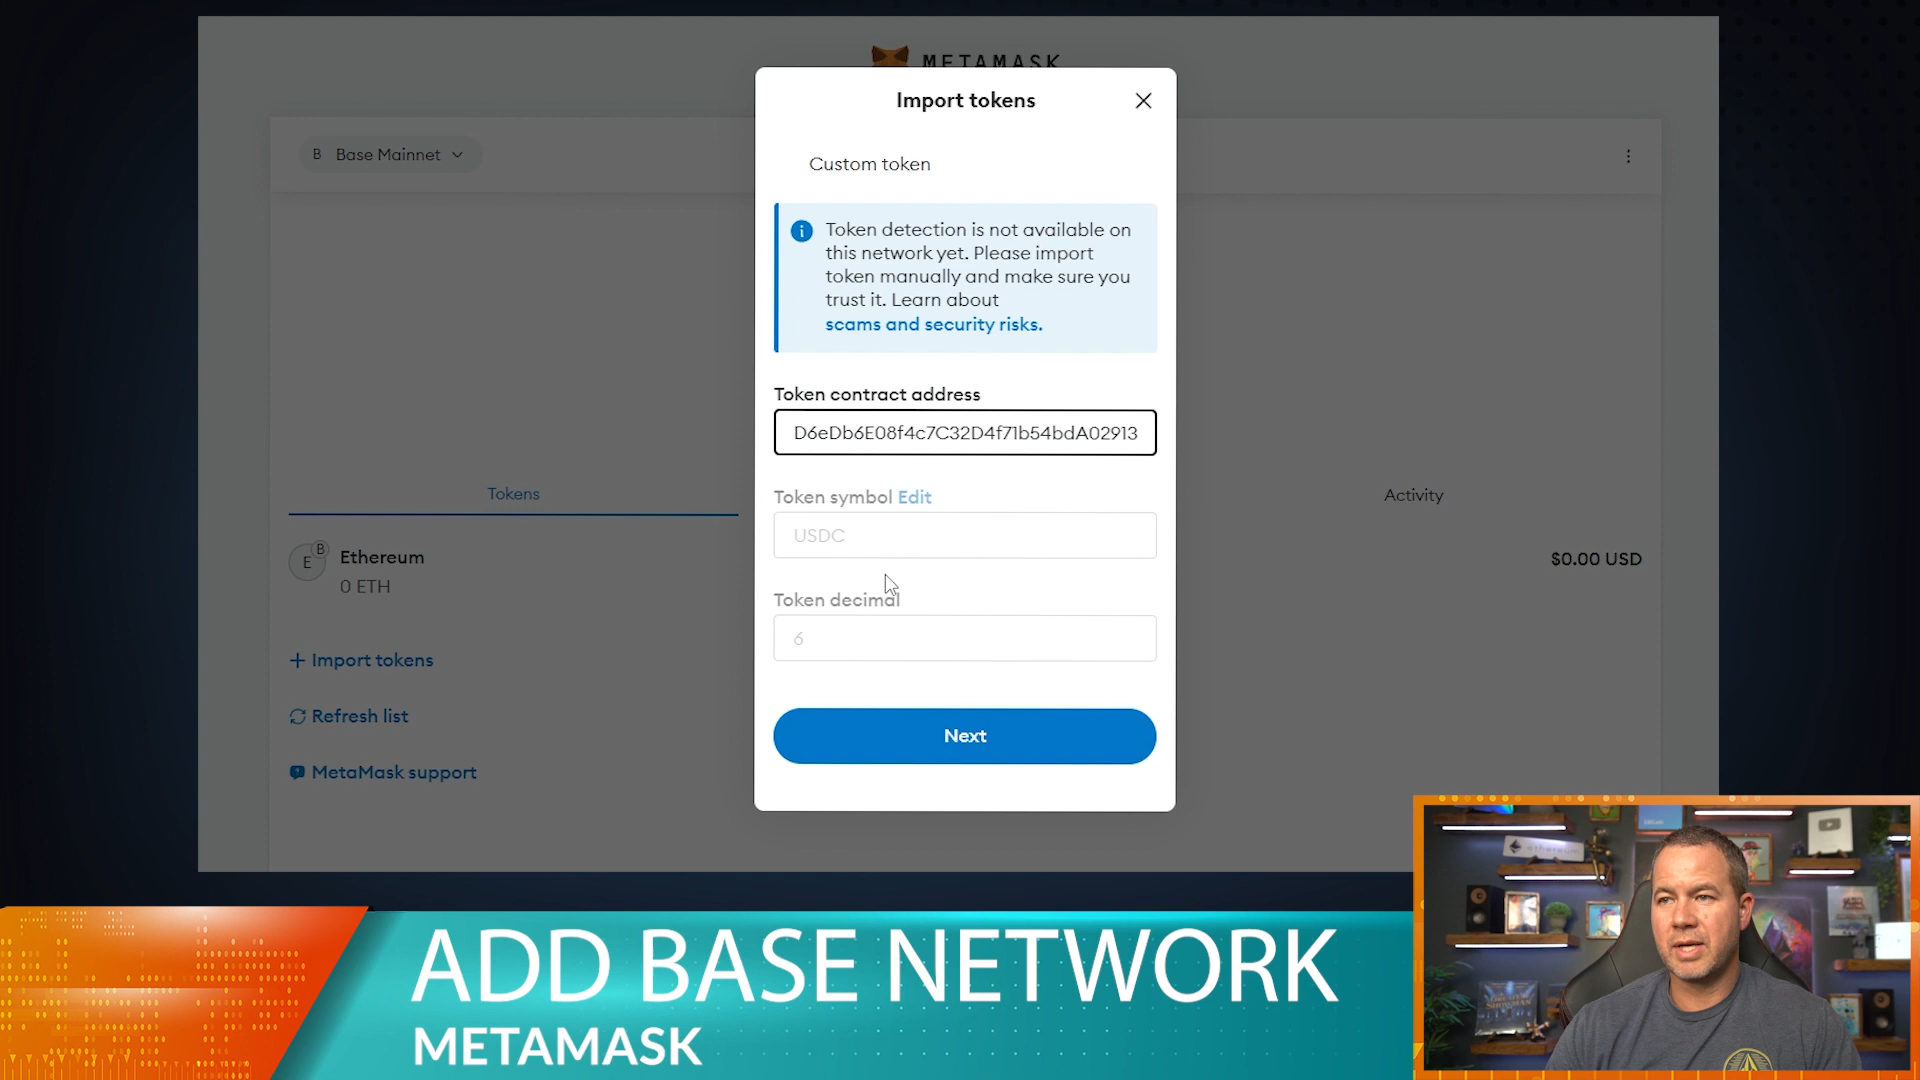 METAMASK
Import tokens
Custom token
B Base Mainnet
Token detection is not available on
this network yet. Please import
token manually and make sure you
trust it. Learn about
scams and security risks.
Token contract address
D6eDb6E08f4c7C32D4f71b54bdA02913
Token symbol Edit
USDC
Token decimal
6
Next
Tokens
Activity
E B Ethereum
0 ETH
$0.00 USD
+ Import tokens
Refresh list
MetaMask support
ethereum
ADD BASE NETWORK
METAMASK